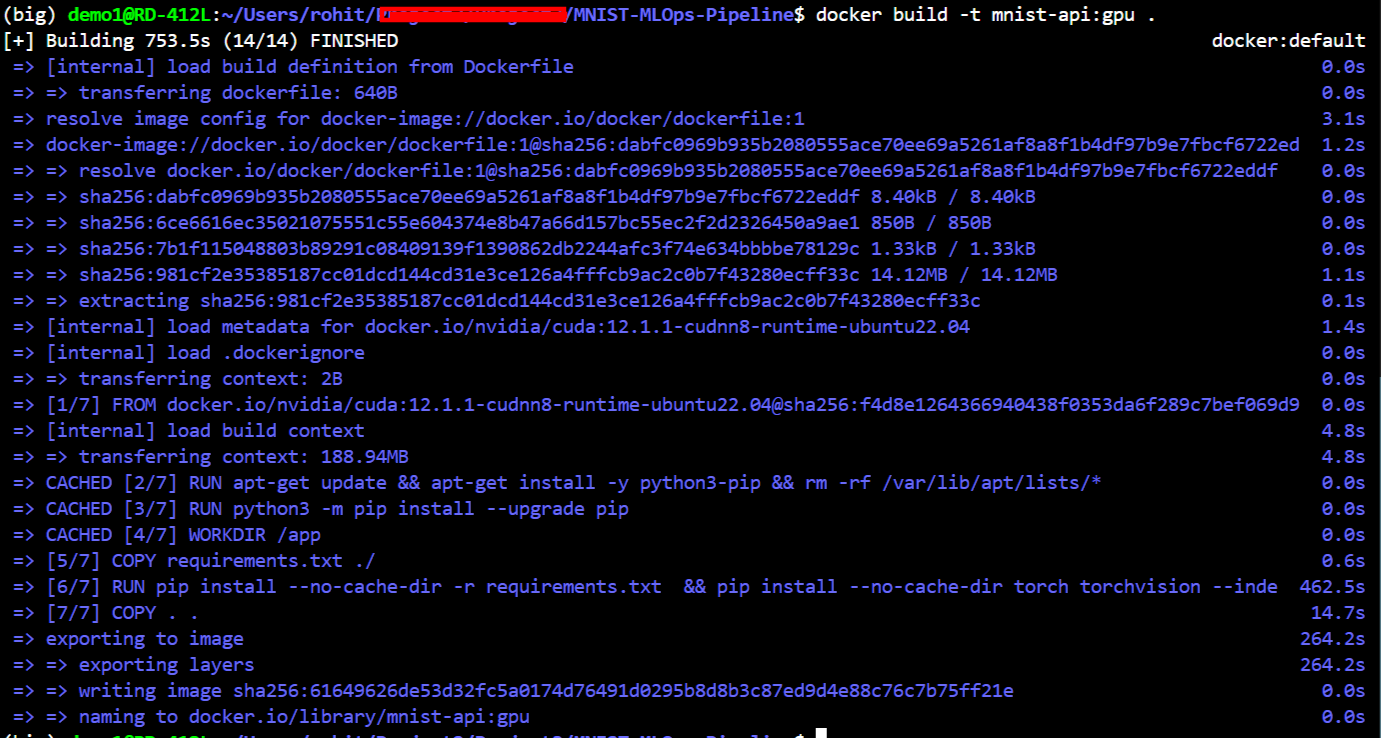 (big) demo1@RD-412L:~/Users/rohit/ /MNIST-MLOps-Pipeline$ docker build -t mnist-api:gpu .
[+] Building 753.5s (14/14) FINISHED docker:default
=> [internal] load build definition from Dockerfile 0.0s
=> => transferring dockerfile: 640B 0.0s
=> resolve image config for docker-image://docker.io/docker/dockerfile:1 3.1s
=> docker-image://docker.io/docker/dockerfile:1@sha256:dabfc0969b935b2080555ace70ee69a5261af8a8f1b4df97b9e7fbcf6722ed 1.2s
=> => resolve docker.io/docker/dockerfile:1@sha256:dabfc0969b935b2080555ace70ee69a5261af8a8f1b4df97b9e7fbcf6722eddf 0.0s
=> => sha256:dabfc0969b935b2080555ace70ee69a5261af8a8f1b4df97b9e7fbcf6722eddf 8.40kB / 8.40kB 0.0s
=> => sha256:6ce6616ec35021075551c55e604374e8b47a66d157bc55ec2f2d2326450a9ae1 850B / 850B 0.0s
=> => sha256:7b1f115048803b89291c08409139f1390862db2244afc3f74e634bbbbe78129c 1.33kB / 1.33kB 0.0s
=> => sha256:981cf2e35385187cc01dcd144cd31e3ce126a4fffcb9ac2c0b7f43280ecff33c 14.12MB / 14.12MB 1.1s
=> => extracting sha256:981cf2e35385187cc01dcd144cd31e3ce126a4fffcb9ac2c0b7f43280ecff33c 0.1s
=> [internal] load metadata for docker.io/nvidia/cuda:12.1.1-cudnn8-runtime-ubuntu22.04 1.4s
=> [internal] load .dockerignore 0.0s
=> => transferring context: 2B 0.0s
=> [1/7] FROM docker.io/nvidia/cuda:12.1.1-cudnn8-runtime-ubuntu22.04@sha256:f4d8e1264366940438f0353da6f289c7bef069d9 0.0s
=> [internal] load build context 4.8s
=> => transferring context: 188.94MB 4.8s
=> CACHED [2/7] RUN apt-get update && apt-get install -y python3-pip && rm -rf /var/lib/apt/lists/* 0.0s
=> CACHED [3/7] RUN python3 -m pip install --upgrade pip 0.0s
=> CACHED [4/7] WORKDIR /app 0.0s
=> [5/7] COPY requirements.txt ./ 0.6s
=> [6/7] RUN pip install --no-cache-dir -r requirements.txt  && pip install --no-cache-dir torch torchvision --inde 462.5s
=> [7/7] COPY . . 14.7s
=> exporting to image 264.2s
=> => exporting layers 264.2s
=> => writing image sha256:61649626de53d32fc5a0174d76491d0295b8d8b3c87ed9d4e88c76c7b75ff21e 0.0s
=> => naming to docker.io/library/mnist-api:gpu 0.0s